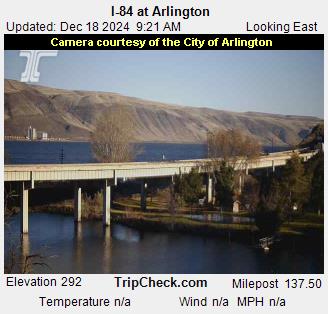 I-84 at Arlington
Updated: Dec 18 2024 9:21 AM Looking East
Camera courtesy of the City of Arlington
Elevation 292 TripCheck.com Milepost 137.50
Temperature n/a Wind n/a MPH n/a